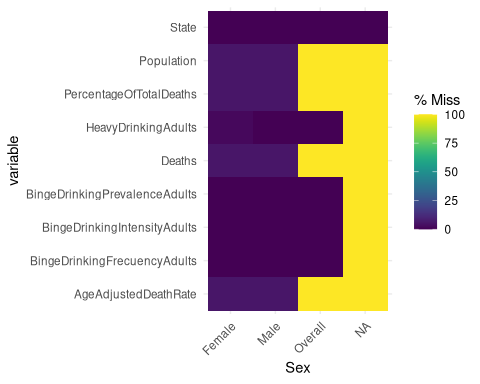 State
Population
PercentageOfTotalDeaths
HeavyDrinkingAdults
Deaths
BingeDrinkingPrevalenceAdults
BingeDrinkingIntensityAdults
BingeDrinkingFrecuencyAdults
AgeAdjustedDeathRate
variable
Female
Male
Overall
NA
Sex
% Miss
100
75
50
25
0